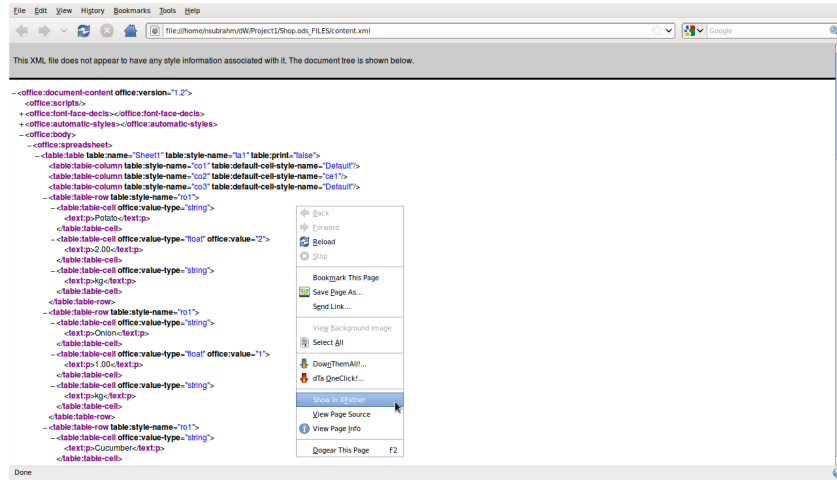 File Edit View History Bookmarks Tools Help
file:///home/nsubrahm/dW/Project1/Shop.ods_FILES/content.xml
Google
This XML file does not appear to have any style information associated with it. The document tree is shown below.
−<office:document-content office:version="1.2">
<office:scripts/>
+<office:font-face-decls></office:font-face-decls>
+<office:automatic-styles></office:automatic-styles>
−<office:body>
−<office:spreadsheet>
−<table:table table:name="Sheet1" table:style-name="ta1" table:print="false">
<table:table-column table:style-name="co1" table:default-cell-style-name="Default"/>
<table:table-column table:style-name="co2" table:default-cell-style-name="ce1"/>
<table:table-column table:style-name="co3" table:default-cell-style-name="Default"/>
−<table:table-row table:style-name="ro1">
−<table:table-cell office:value-type="string">
<text:p>Potato</text:p>
</table:table-cell>
−<table:table-cell office:value-type="float" office:value="2">
<text:p>2.00</text:p>
</table:table-cell>
−<table:table-cell office:value-type="string">
<text:p>kg</text:p>
</table:table-cell>
</table:table-row>
−<table:table-row table:style-name="ro1">
−<table:table-cell office:value-type="string">
<text:p>Onion</text:p>
</table:table-cell>
−<table:table-cell office:value-type="float" office:value="1">
<text:p>1.00</text:p>
</table:table-cell>
−<table:table-cell office:value-type="string">
<text:p>kg</text:p>
</table:table-cell>
</table:table-row>
−<table:table-row table:style-name="ro1">
−<table:table-cell office:value-type="string">
<text:p>Cucumber</text:p>
</table:table-cell>
Back
Forward
Reload
Stop
Bookmark This Page
Save Page As...
Send Link...
View Background Image
Select All
DownThemAll!...
dTa OneClick!...
Show in XPather
View Page Source
View Page Info
Dogear This Page F2
Done